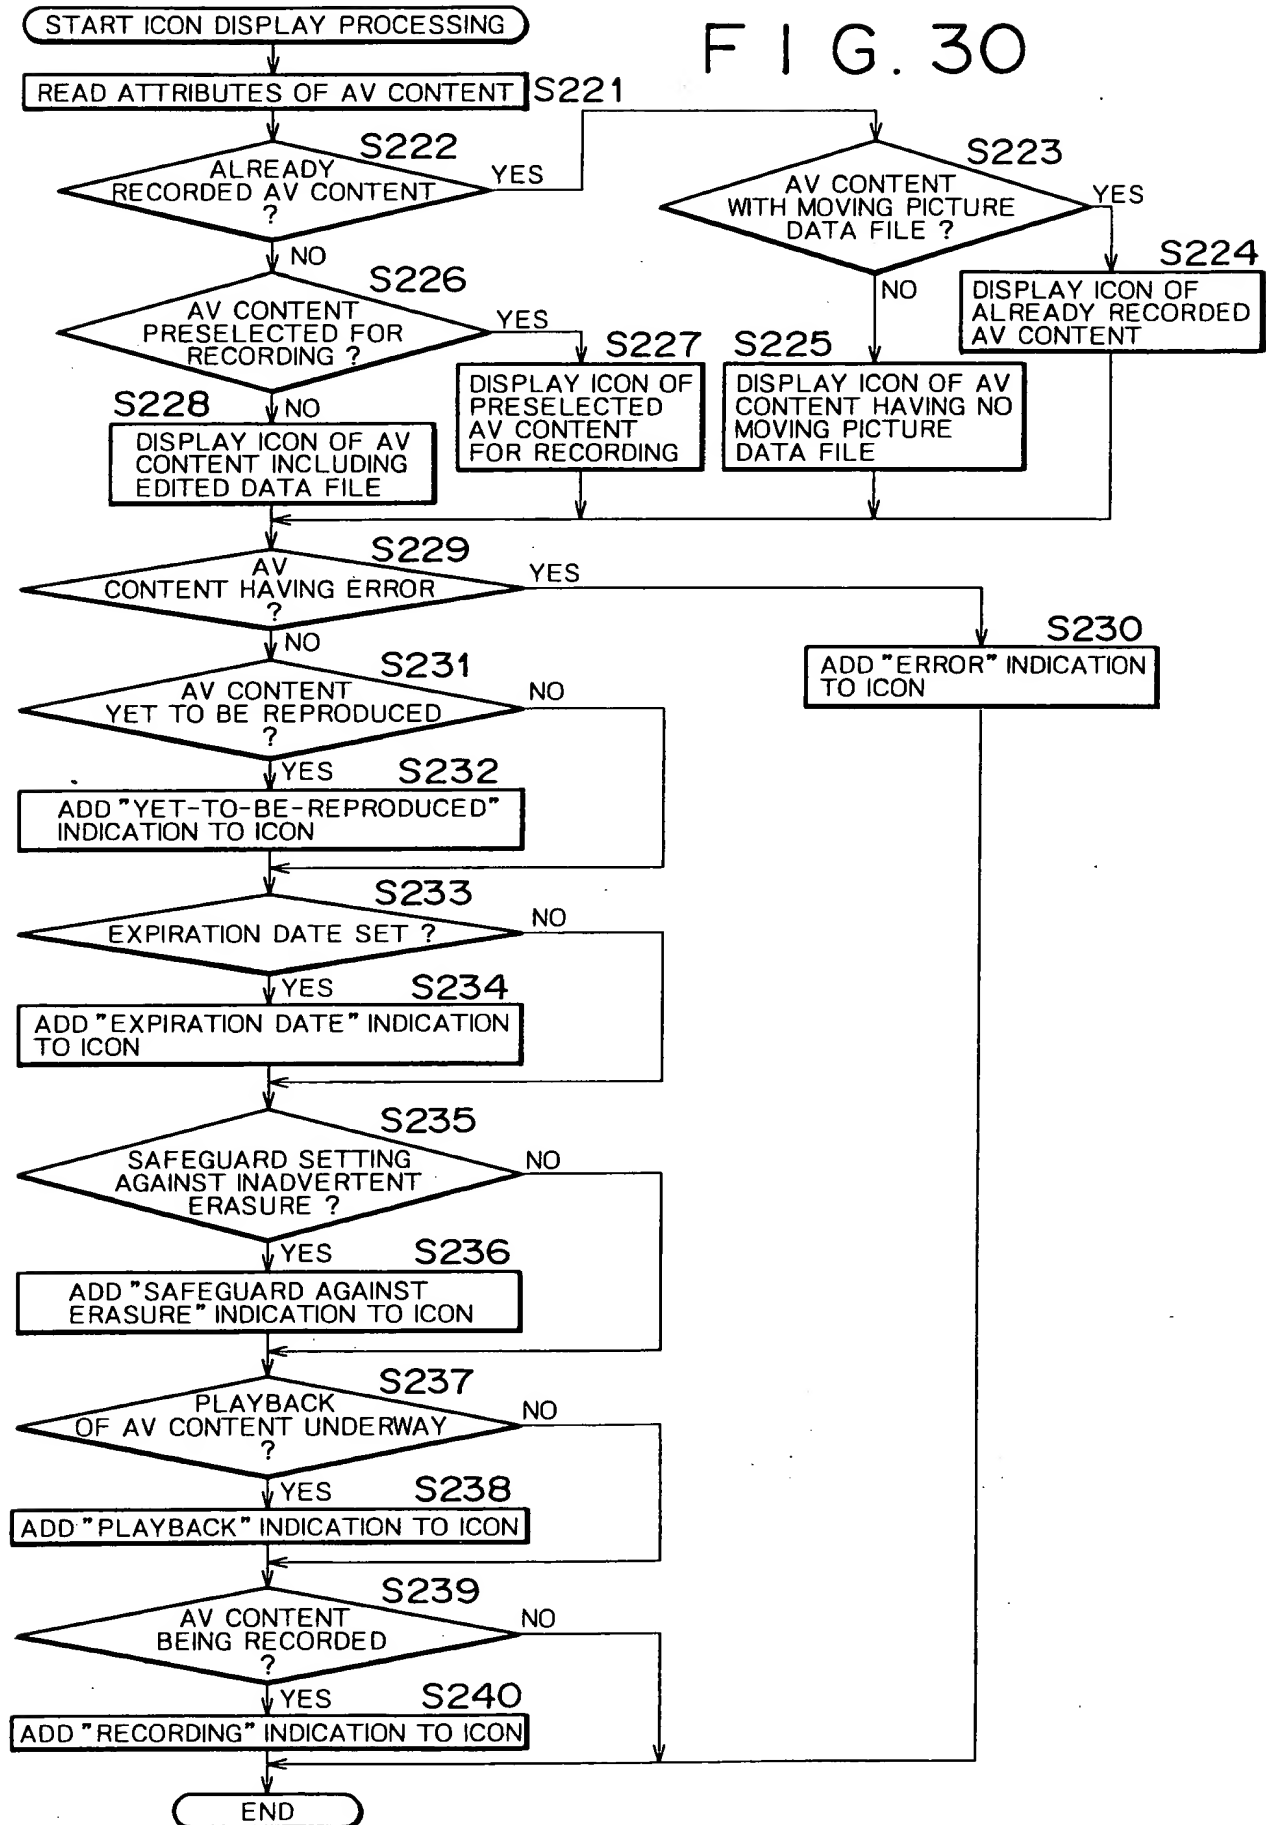 FIG. 30
START ICON DISPLAY PROCESSING
READ ATTRIBUTES OF AV CONTENT
S221
S222
ALREADY
RECORDED AV CONTENT
?
YES
NO
S223
AV CONTENT
WITH MOVING PICTURE
DATA FILE ?
YES
NO
S224
DISPLAY ICON OF
ALREADY RECORDED
AV CONTENT
S226
AV CONTENT
PRESELECTED FOR
RECORDING ?
YES
NO
S227
DISPLAY ICON OF
PRESELECTED
AV CONTENT
FOR RECORDING
S225
DISPLAY ICON OF AV
CONTENT HAVING NO
MOVING PICTURE
DATA FILE
S228
DISPLAY ICON OF AV
CONTENT INCLUDING
EDITED DATA FILE
S229
AV
CONTENT HAVING ERROR
?
YES
NO
S230
ADD "ERROR" INDICATION
TO ICON
S231
AV CONTENT
YET TO BE REPRODUCED
?
NO
YES
S232
ADD "YET-TO-BE-REPRODUCED"
INDICATION TO ICON
S233
EXPIRATION DATE SET ?
NO
YES
S234
ADD "EXPIRATION DATE" INDICATION
TO ICON
S235
SAFEGUARD SETTING
AGAINST INADVERTENT
ERASURE ?
NO
YES
S236
ADD "SAFEGUARD AGAINST
ERASURE" INDICATION TO ICON
S237
PLAYBACK
OF AV CONTENT UNDERWAY
?
NO
YES
S238
ADD "PLAYBACK" INDICATION TO ICON
S239
AV CONTENT
BEING RECORDED
?
NO
YES
S240
ADD "RECORDING" INDICATION TO ICON
END